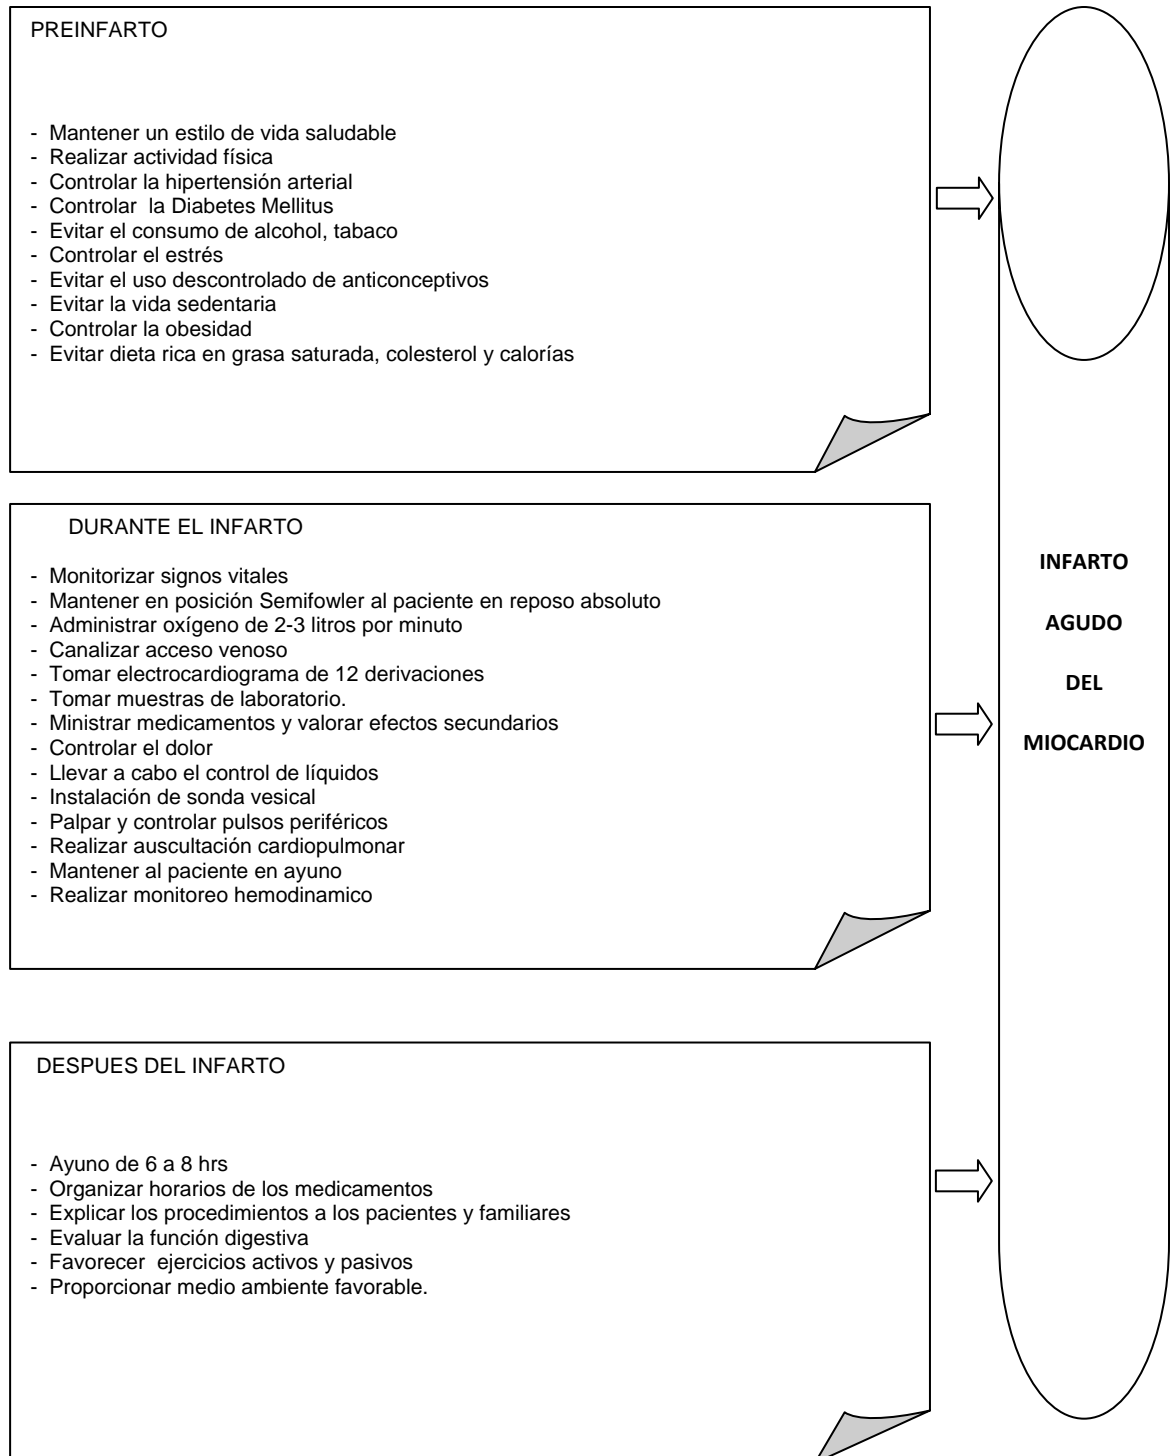 PREINFARTO
- Mantener un estilo de vida saludable
- Realizar actividad física
- Controlar la hipertensión arterial
- Controlar  la Diabetes Mellitus
- Evitar el consumo de alcohol, tabaco
- Controlar el estrés
- Evitar el uso descontrolado de anticonceptivos
- Evitar la vida sedentaria
- Controlar la obesidad
- Evitar dieta rica en grasa saturada, colesterol y calorías
DURANTE EL INFARTO
- Monitorizar signos vitales
- Mantener en posición Semifowler al paciente en reposo absoluto
- Administrar oxígeno de 2-3 litros por minuto
- Canalizar acceso venoso
- Tomar electrocardiograma de 12 derivaciones
- Tomar muestras de laboratorio.
- Ministrar medicamentos y valorar efectos secundarios
- Controlar el dolor
- Llevar a cabo el control de líquidos
- Instalación de sonda vesical
- Palpar y controlar pulsos periféricos
- Realizar auscultación cardiopulmonar
- Mantener al paciente en ayuno
- Realizar monitoreo hemodinamico
DESPUES DEL INFARTO
- Ayuno de 6 a 8 hrs
- Organizar horarios de los medicamentos
- Explicar los procedimientos a los pacientes y familiares
- Evaluar la función digestiva
- Favorecer  ejercicios activos y pasivos
- Proporcionar medio ambiente favorable.
INFARTO
AGUDO
DEL
MIOCARDIO